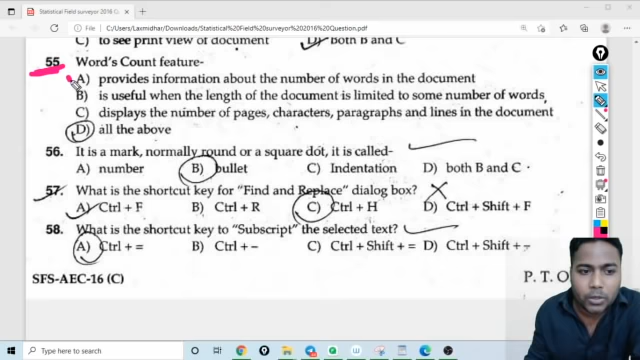 Statistical Field surveyor 2016 C
File
C:/Users/Laxmidhar/Downloads/Statistical%20Field%20surveyor%202016%20Question.pdf
C) to see print view of document D) Both B and C
55. Word's Count feature-
A) provides information about the number of words in the document
B) is useful when the length of the document is limited to some number of words,
C) displays the number of pages, characters, paragraphs and lines in the document
D) all the above
56. It is a mark, normally round or a square dot, it is called-
A) number B) bullet C) Indentation D) both B and C
57. What is the shortcut key for "Find and Replace" dialog box?
A) Ctrl + F B) Ctrl + R C) Ctrl + H D) Ctrl + Shift + F
58. What is the shortcut key to "Subscript" the selected text?
A) Ctrl + = B) Ctrl + - C) Ctrl + Shift + = D) Ctrl + Shift + -
SFS-AEC-16 (C) P. T. O
Type here to search